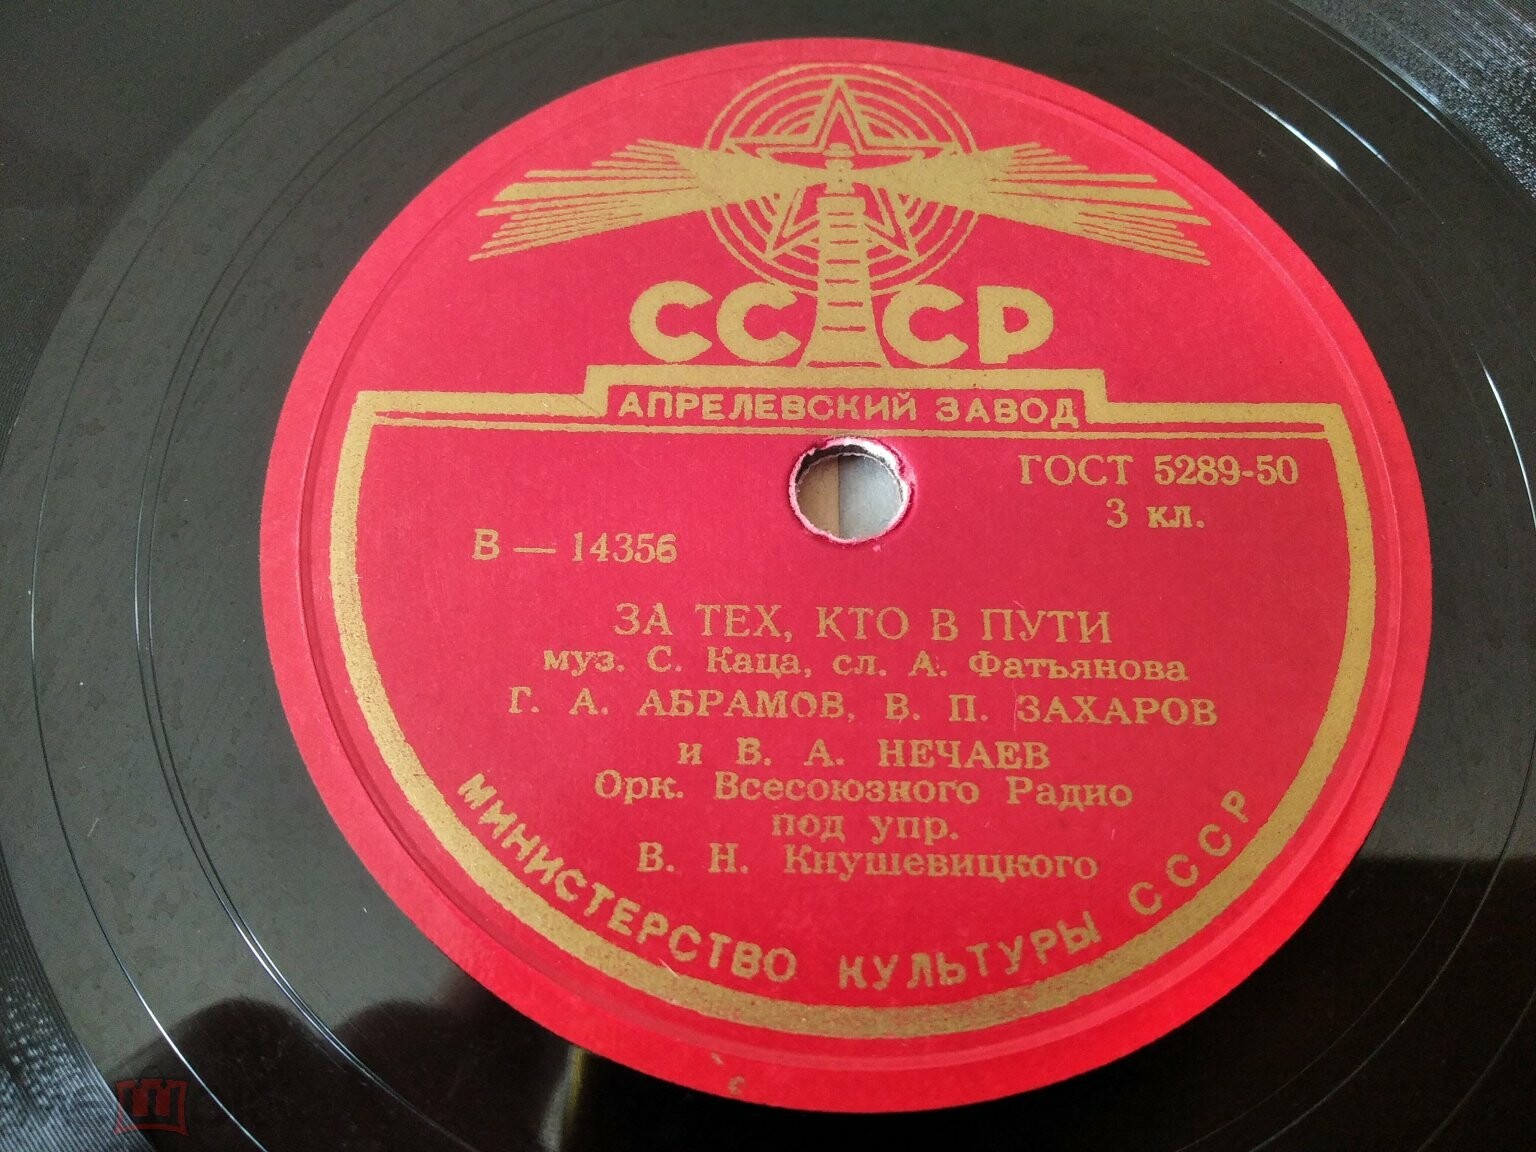 СССР
АПРЕЛЕВСКИЙ ЗАВОД
ГОСТ 5289-50
3 кл.
В — 14356
ЗА ТЕХ, КТО В ПУТИ
муз. С. Каца, сл. А. Фатьянова
Г. А. АБРАМОВ, В. П. ЗАХАРОВ
и В. А. НЕЧАЕВ
Орк. Всесоюзного Радио
под упр.
В. Н. Кнушевицкого
МИНИСТЕРСТВО КУЛЬТУРЫ СССР